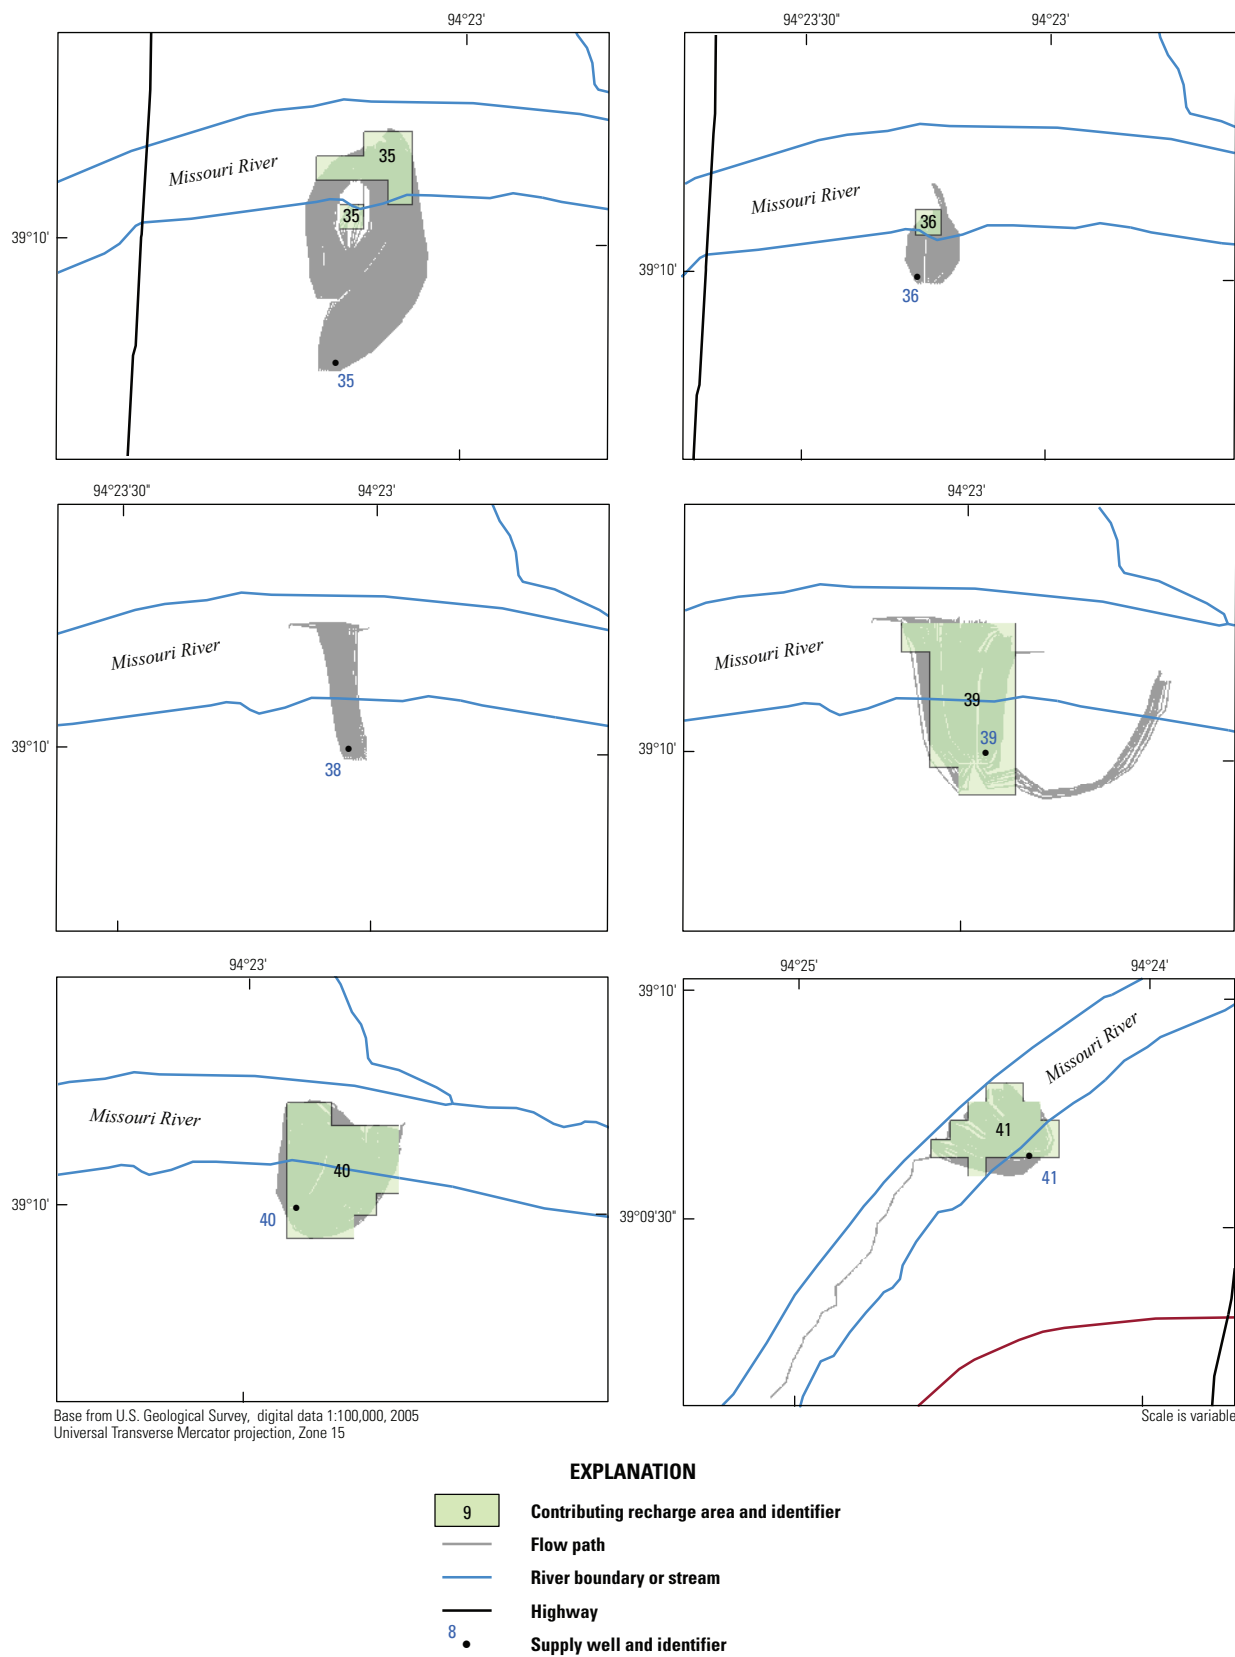 94°23'
Missouri River
35
35
39°10'
35
94°23'30"
94°23'
Missouri River
36
39°10'
36
94°23'30"
94°23'
Missouri River
39°10'
38
94°23'
Missouri River
39
39
39°10'
94°23'
Missouri River
40
39°10'
40
94°25'
94°24'
39°10'
Missouri River
41
41
39°09'30"
Base from U.S. Geological Survey, digital data 1:100,000, 2005
Universal Transverse Mercator projection, Zone 15
Scale is variable
EXPLANATION
9 Contributing recharge area and identifier
Flow path
River boundary or stream
Highway
8 Supply well and identifier